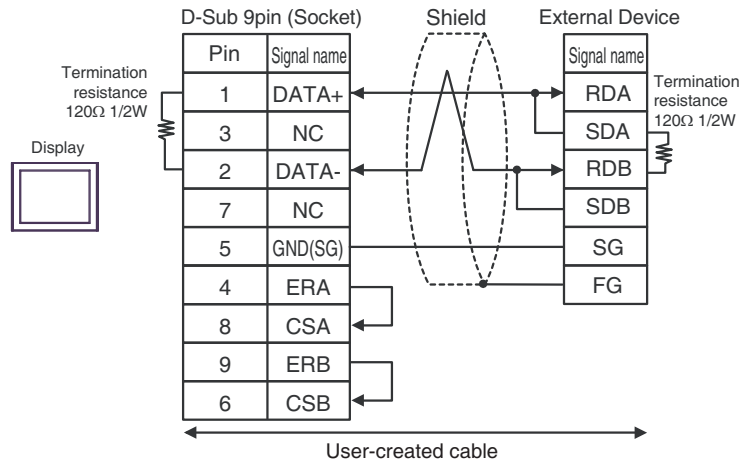 D-Sub 9pin (Socket)
Shield
External Device
Pin
Signal name
Signal name
Termination
resistance
120Ω 1/2W
Termination
resistance
120Ω 1/2W
Display
1
DATA+
RDA
3
NC
SDA
2
DATA-
RDB
7
NC
SDB
5
GND(SG)
SG
4
ERA
FG
8
CSA
9
ERB
6
CSB
User-created cable